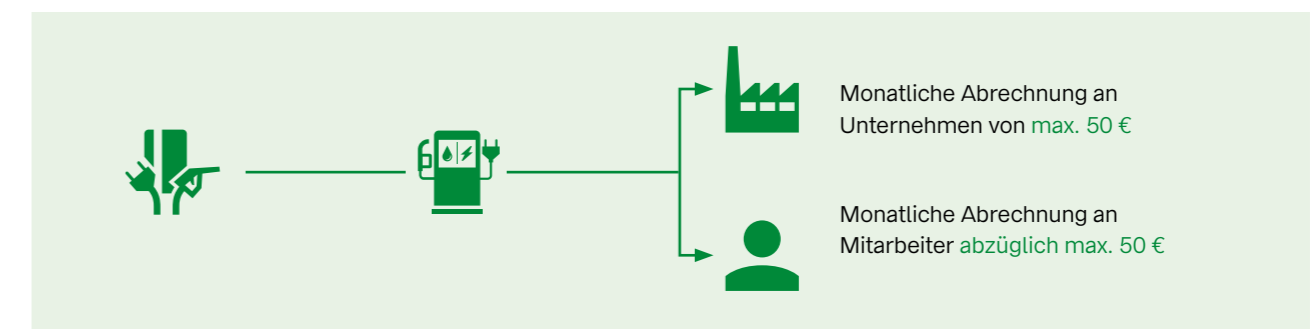 Monatliche Abrechnung an
Unternehmen von max. 50 €
Monatliche Abrechnung an
Mitarbeiter abzüglich max. 50 €